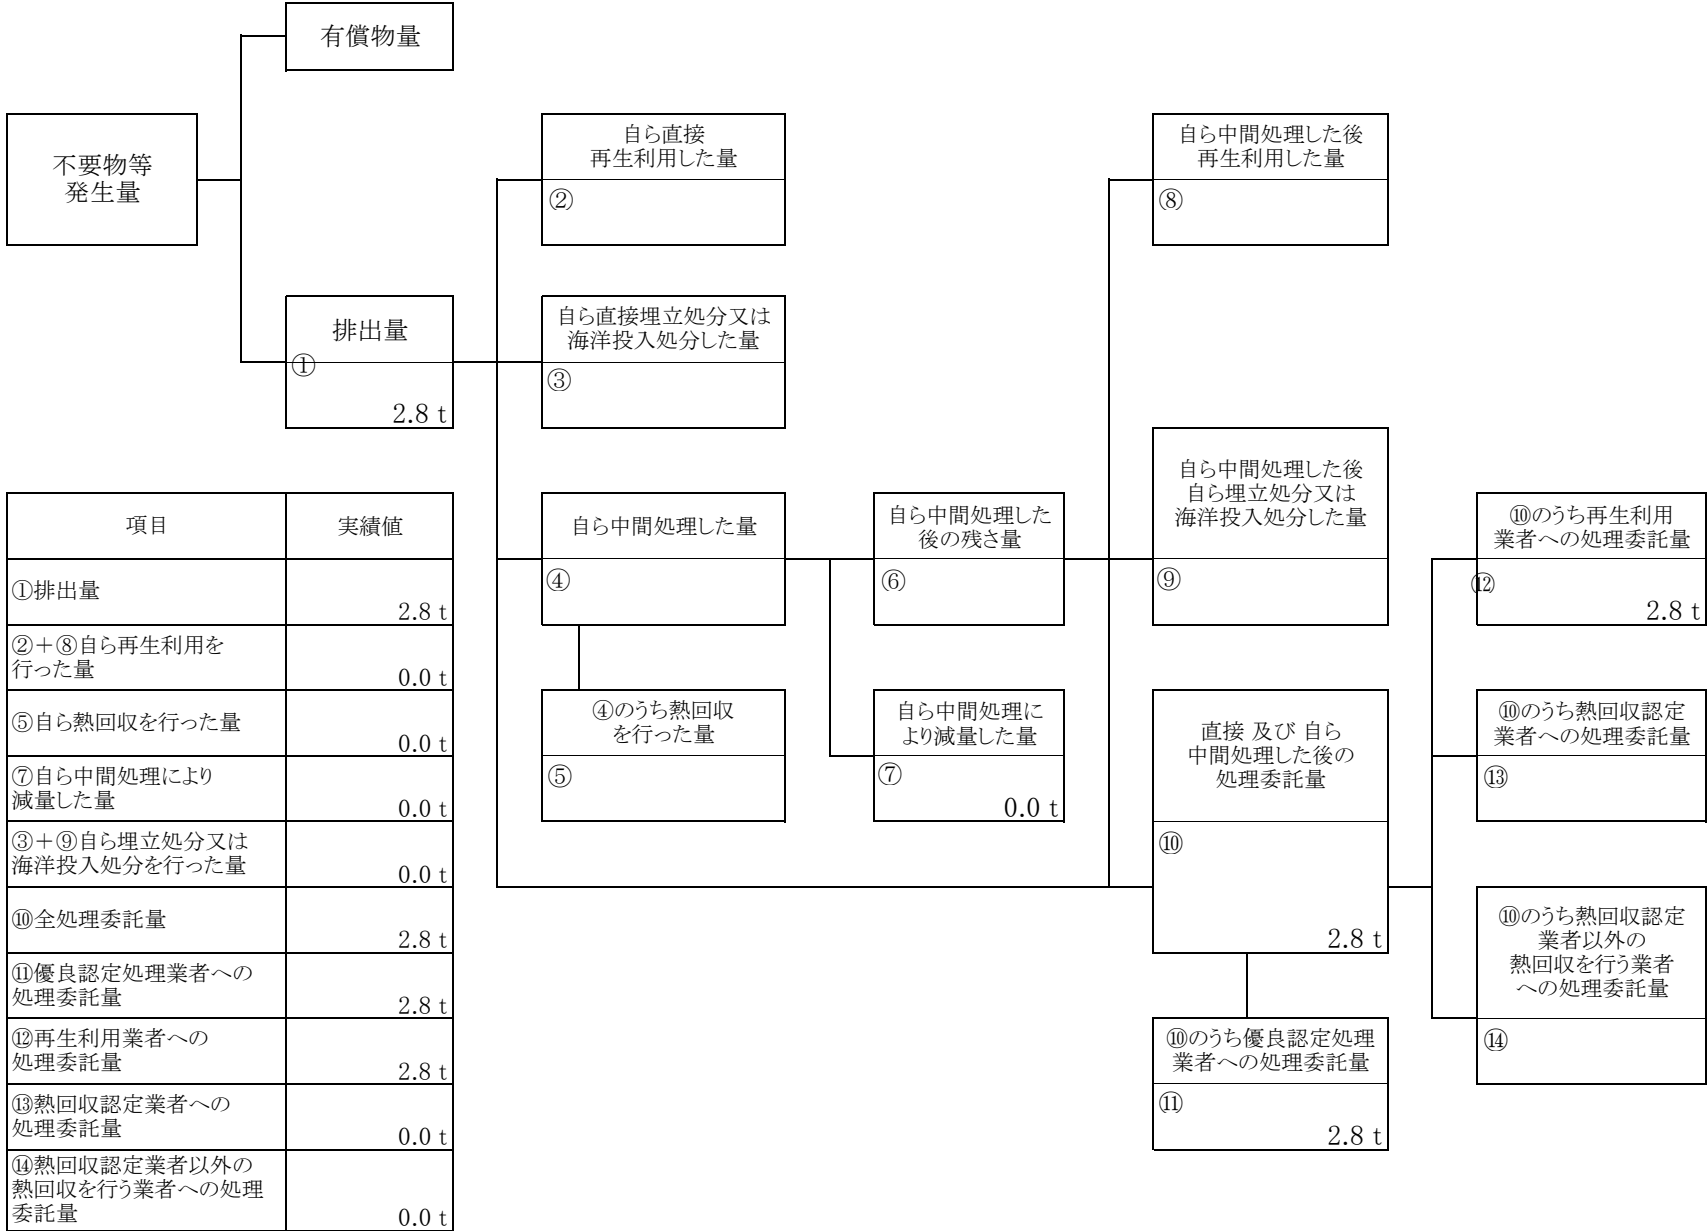 有償物量
不要物等
発生量
自ら直接
再生利用した量
②
自ら中間処理した後
再生利用した量
⑧
排出量
①
2.8 t
自ら直接埋立処分又は
海洋投入処分した量
③
自ら中間処理した量
④
自ら中間処理した
後の残さ量
⑥
自ら中間処理した後
自ら埋立処分又は
海洋投入処分した量
⑨
⑩のうち再生利用
業者への処理委託量
⑫
2.8 t
④のうち熱回収
を行った量
⑤
自ら中間処理に
より減量した量
⑦
0.0 t
直接 及び 自ら
中間処理した後の
処理委託量
⑩
2.8 t
⑩のうち熱回収認定
業者への処理委託量
⑬
⑩のうち熱回収認定
業者以外の
熱回収を行う業者
への処理委託量
⑭
⑩のうち優良認定処理
業者への処理委託量
⑪
2.8 t
項目 実績値
①排出量
2.8 t
②＋⑧自ら再生利用を
行った量
0.0 t
⑤自ら熱回収を行った量
0.0 t
⑦自ら中間処理により
減量した量
0.0 t
③＋⑨自ら埋立処分又は
海洋投入処分を行った量
0.0 t
⑩全処理委託量
2.8 t
⑪優良認定処理業者への
処理委託量
2.8 t
⑫再生利用業者への
処理委託量
2.8 t
⑬熱回収認定業者への
処理委託量
0.0 t
⑭熱回収認定業者以外の
熱回収を行う業者への処理
委託量
0.0 t